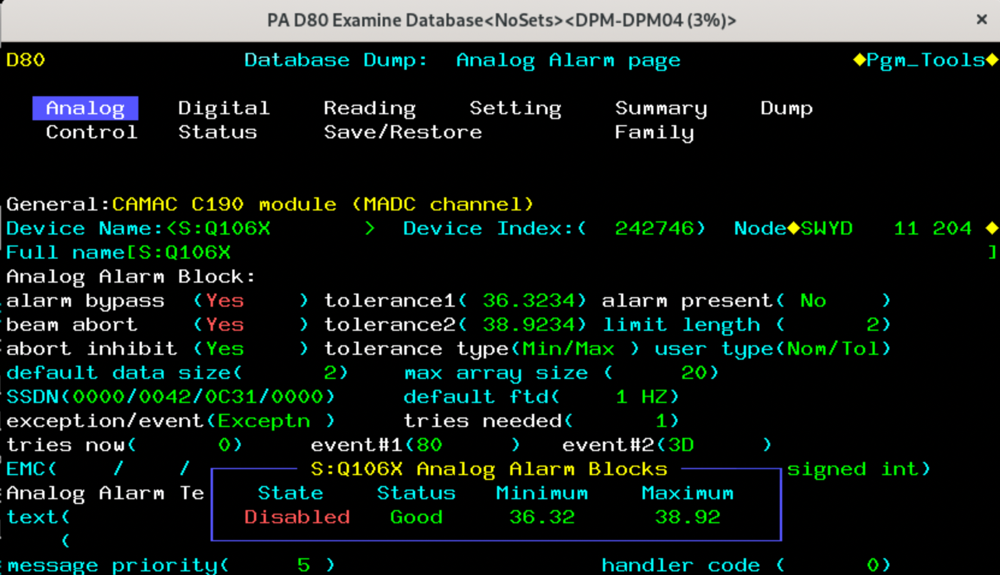 PA D80 Examine Database<NoSets><DPM-DPM04 (3%)> ×
D80 Database Dump: Analog Alarm page ◆Pgm_Tools◆
Analog Digital Reading Setting Summary Dump
Control Status Save/Restore Family
General:CAMAC C190 module (MADC channel)
Device Name:<S:Q106X > Device Index:( 242746) Node◆SWYD 11 204 ◆
Full name[S:Q106X ]
Analog Alarm Block:
alarm bypass (Yes ) tolerance1( 36.3234) alarm present( No )
beam abort (Yes ) tolerance2( 38.9234) limit length ( 2)
abort inhibit (Yes ) tolerance type(Min/Max ) user type(Nom/Tol)
default data size( 2) max array size ( 20)
SSDN(0000/0042/0C31/0000) default ftd( 1 HZ)
exception/event(Exceptn ) tries needed( 1)
tries now( 0) event#1(80 ) event#2(3D )
EMC( / / S:Q106X Analog Alarm Blocks signed int)
Analog Alarm Te State Status Minimum Maximum
text( Disabled Good 36.32 38.92
(
message priority( 5 ) handler code ( 0)